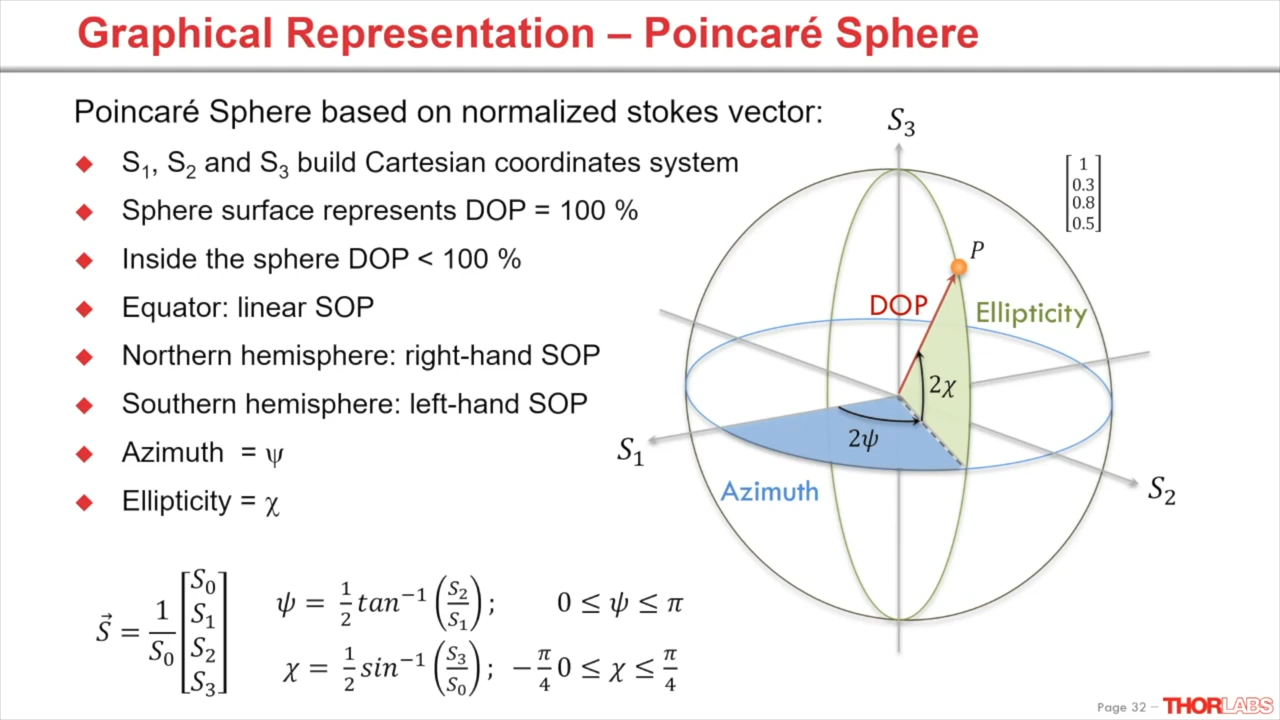 Graphical Representation – Poincaré Sphere
Poincaré Sphere based on normalized stokes vector:
◆ S₁, S₂ and S₃ build Cartesian coordinates system
◆ Sphere surface represents DOP = 100 %
◆ Inside the sphere DOP < 100 %
◆ Equator: linear SOP
◆ Northern hemisphere: right-hand SOP
◆ Southern hemisphere: left-hand SOP
◆ Azimuth = ψ
◆ Ellipticity = χ
S⃗ = 1/S₀ [S₀ S₁ S₂ S₃]
ψ = 1/2 tan⁻¹ (S₂/S₁); 0 ≤ ψ ≤ π
χ = 1/2 sin⁻¹ (S₃/S₀); −π/4 0 ≤ χ ≤ π/4
S₃
[1 0.3 0.8 0.5]
P
DOP
Ellipticity
2χ
2ψ
S₁
Azimuth
S₂
Page 32 – THORLABS